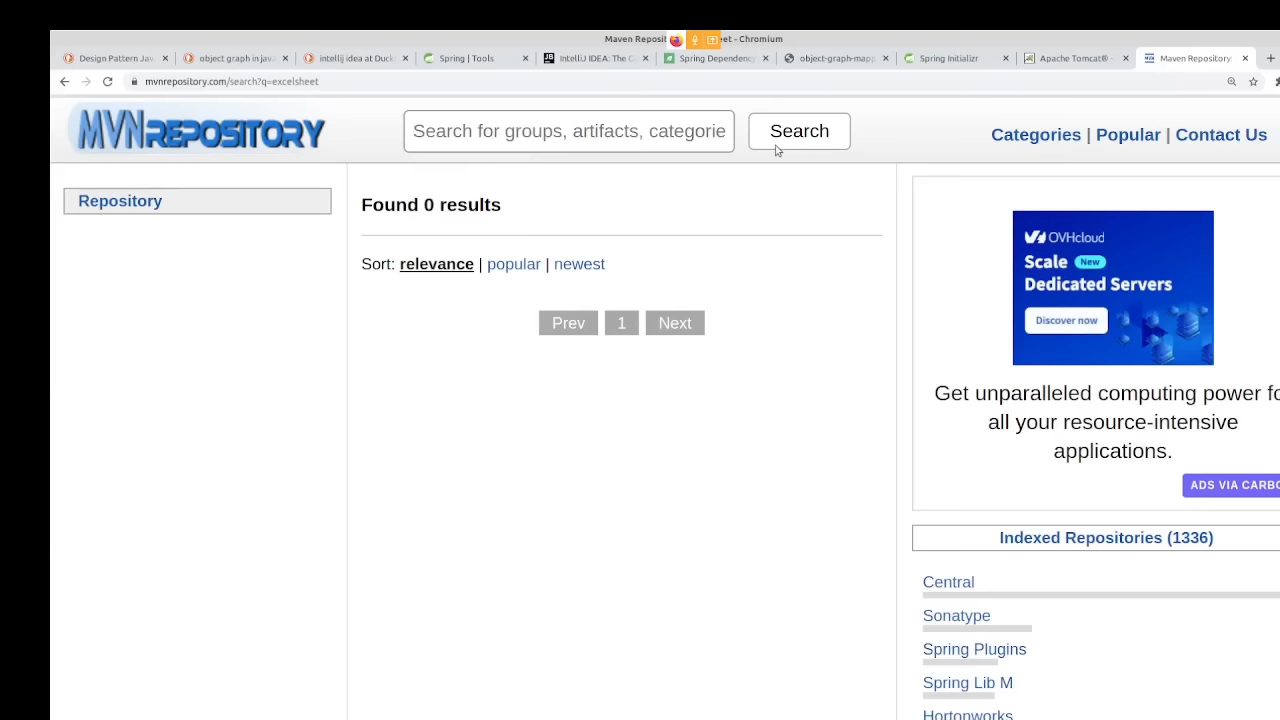 Maven Reposit eet - Chromium
Design Pattern Jav
object graph in java
intellij idea at Duck
Spring | Tools
IntelliJ IDEA: The C
Spring Dependency
object-graph-mapp
Spring Initializr
Apache Tomcat® -
Maven Repository:
mvnrepository.com/search?q=excelsheet
MVNREPOSITORY
Search for groups, artifacts, categorie
Search
Categories | Popular | Contact Us
Repository
Found 0 results
Sort: relevance | popular | newest
Prev 1 Next
OVHcloud
Scale New
Dedicated Servers
Discover now
Get unparalleled computing power fo
all your resource-intensive
applications.
ADS VIA CARBO
Indexed Repositories (1336)
Central
Sonatype
Spring Plugins
Spring Lib M
Hortonworks